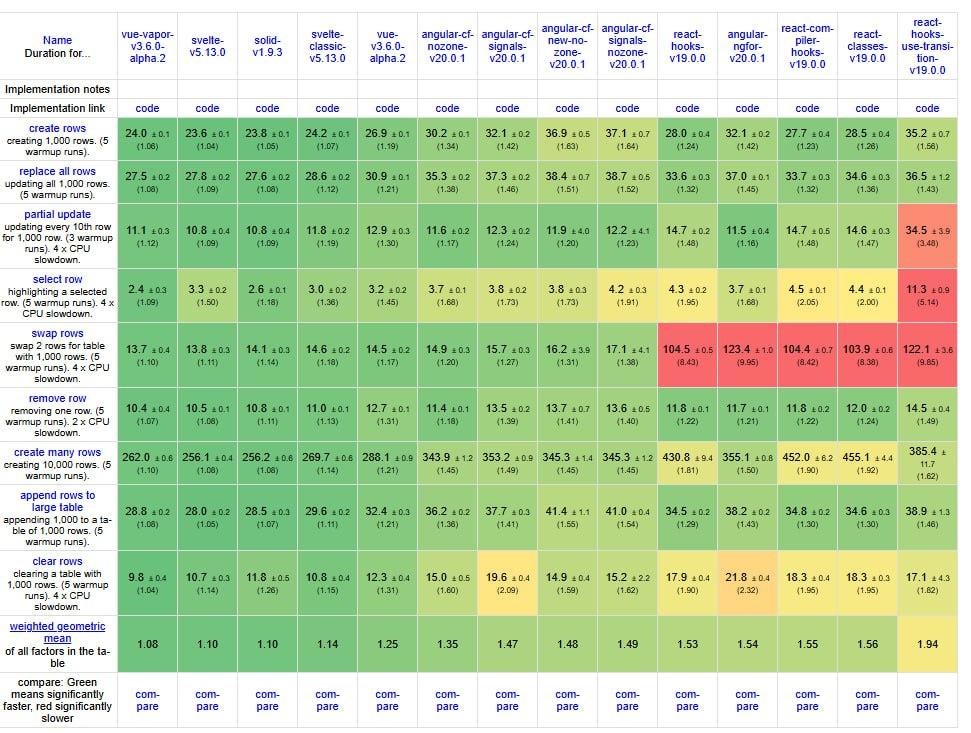 Name
Duration for...
vue-vapor-
v3.6.0-
alpha.2
svelte-
v5.13.0
solid-
v1.9.3
svelte-
classic-
v5.13.0
vue-
v3.6.0-
alpha.2
angular-cf-
nozone-
v20.0.1
angular-cf-
signals-
v20.0.1
angular-cf-
new-no-
zone-
v20.0.1
angular-cf-
signals-
nozone-
v20.0.1
react-
hooks-
v19.0.0
angular-
ngfor-
v20.0.1
react-com-
piler-
hooks-
v19.0.0
react-
classes-
v19.0.0
react-
hooks-
use-transi-
tion-
v19.0.0
Implementation notes
Implementation link code code code code code code code code code code code code code code
create rows
creating 1,000 rows. (5
warmup runs).
24.0 ± 0.1 23.6 ± 0.1 23.8 ± 0.1 24.2 ± 0.1 26.9 ± 0.1 30.2 ± 0.1 32.1 ± 0.2 36.9 ± 0.5 37.1 ± 0.7 28.0 ± 0.4 32.1 ± 0.2 27.7 ± 0.4 28.5 ± 0.4 35.2 ± 0.7
(1.06) (1.04) (1.05) (1.07) (1.19) (1.34) (1.42) (1.63) (1.64) (1.24) (1.42) (1.23) (1.26) (1.56)
replace all rows
updating all 1,000 rows.
(5 warmup runs).
27.5 ± 0.2 27.8 ± 0.2 27.6 ± 0.2 28.6 ± 0.2 30.9 ± 0.1 35.3 ± 0.2 37.3 ± 0.2 38.4 ± 0.7 38.7 ± 0.5 33.6 ± 0.3 37.0 ± 0.1 33.7 ± 0.3 34.6 ± 0.3 36.5 ± 1.2
(1.08) (1.09) (1.08) (1.12) (1.21) (1.38) (1.46) (1.51) (1.52) (1.32) (1.45) (1.32) (1.36) (1.43)
partial update
updating every 10th row
for 1,000 row. (3 warmup
runs). 4 x CPU
slowdown.
11.1 ± 0.3 10.8 ± 0.4 10.8 ± 0.4 11.8 ± 0.2 12.9 ± 0.3 11.6 ± 0.2 12.3 ± 0.2 11.9 ± 4.0 12.2 ± 4.1 14.7 ± 0.2 11.5 ± 0.4 14.7 ± 0.5 14.6 ± 0.3 34.5 ± 3.9
(1.12) (1.09) (1.09) (1.19) (1.30) (1.17) (1.24) (1.20) (1.23) (1.48) (1.16) (1.48) (1.47) (3.48)
select row
highlighting a selected
row. (5 warmup runs). 4 x
CPU slowdown.
2.4 ± 0.3 3.3 ± 0.2 2.6 ± 0.1 3.0 ± 0.2 3.2 ± 0.2 3.7 ± 0.1 3.8 ± 0.2 3.8 ± 0.3 4.2 ± 0.3 4.3 ± 0.2 3.7 ± 0.1 4.5 ± 0.1 4.4 ± 0.1 11.3 ± 0.9
(1.09) (1.50) (1.18) (1.36) (1.45) (1.68) (1.73) (1.73) (1.91) (1.95) (1.68) (2.05) (2.00) (5.14)
swap rows
swap 2 rows for table
with 1,000 rows. (5
warmup runs). 4 x CPU
slowdown.
13.7 ± 0.4 13.8 ± 0.3 14.1 ± 0.3 14.6 ± 0.2 14.5 ± 0.2 14.9 ± 0.3 15.7 ± 0.3 16.2 ± 3.9 17.1 ± 4.1 104.5 ± 0.5 123.4 ± 1.0 104.4 ± 0.7 103.9 ± 0.6 122.1 ± 3.6
(1.10) (1.11) (1.14) (1.18) (1.17) (1.20) (1.27) (1.31) (1.38) (8.43) (9.95) (8.42) (8.38) (9.85)
remove row
removing one row. (5
warmup runs). 2 x CPU
slowdown.
10.4 ± 0.4 10.5 ± 0.1 10.8 ± 0.1 11.0 ± 0.1 12.7 ± 0.1 11.4 ± 0.1 13.5 ± 0.2 13.7 ± 0.7 13.6 ± 0.5 11.8 ± 0.1 11.7 ± 0.1 11.8 ± 0.2 12.0 ± 0.2 14.5 ± 0.4
(1.07) (1.08) (1.11) (1.13) (1.31) (1.18) (1.39) (1.41) (1.40) (1.22) (1.21) (1.22) (1.24) (1.49)
create many rows
creating 10,000 rows. (5
warmup runs).
262.0 ± 0.6 256.1 ± 0.4 256.2 ± 0.6 269.7 ± 0.6 288.1 ± 0.9 343.9 ± 1.2 353.2 ± 0.9 345.3 ± 1.4 345.3 ± 1.2 430.8 ± 9.4 355.1 ± 0.8 452.0 ± 6.2 455.1 ± 4.4 385.4 ±
11.7
(1.10) (1.08) (1.08) (1.14) (1.21) (1.45) (1.49) (1.45) (1.45) (1.81) (1.50) (1.90) (1.92) (1.62)
append rows to
large table
appending 1,000 to a ta-
ble of 1,000 rows. (5
warmup runs).
28.8 ± 0.2 28.0 ± 0.2 28.5 ± 0.3 29.6 ± 0.2 32.4 ± 0.3 36.2 ± 0.2 37.7 ± 0.3 41.4 ± 1.1 41.0 ± 0.4 34.5 ± 0.2 38.2 ± 0.2 34.8 ± 0.2 34.6 ± 0.3 38.9 ± 1.3
(1.08) (1.05) (1.07) (1.11) (1.21) (1.36) (1.41) (1.55) (1.54) (1.29) (1.43) (1.30) (1.30) (1.46)
clear rows
clearing a table with
1,000 rows. (5 warmup
runs). 4 x CPU
slowdown.
9.8 ± 0.4 10.7 ± 0.3 11.8 ± 0.5 10.8 ± 0.4 12.3 ± 0.4 15.0 ± 0.5 19.6 ± 0.4 14.9 ± 0.4 15.2 ± 2.2 17.9 ± 0.4 21.8 ± 0.4 18.3 ± 0.4 18.3 ± 0.3 17.1 ± 4.3
(1.04) (1.14) (1.26) (1.15) (1.31) (1.60) (2.09) (1.59) (1.62) (1.90) (2.32) (1.95) (1.95) (1.82)
weighted geometric
mean
of all factors in the ta-
ble
1.08 1.10 1.10 1.14 1.25 1.35 1.47 1.48 1.49 1.53 1.54 1.55 1.56 1.94
compare: Green
means significantly
faster, red significantly
slower
com- com- com- com- com- com- com- com- com- com- com- com- com- com-
pare pare pare pare pare pare pare pare pare pare pare pare pare pare